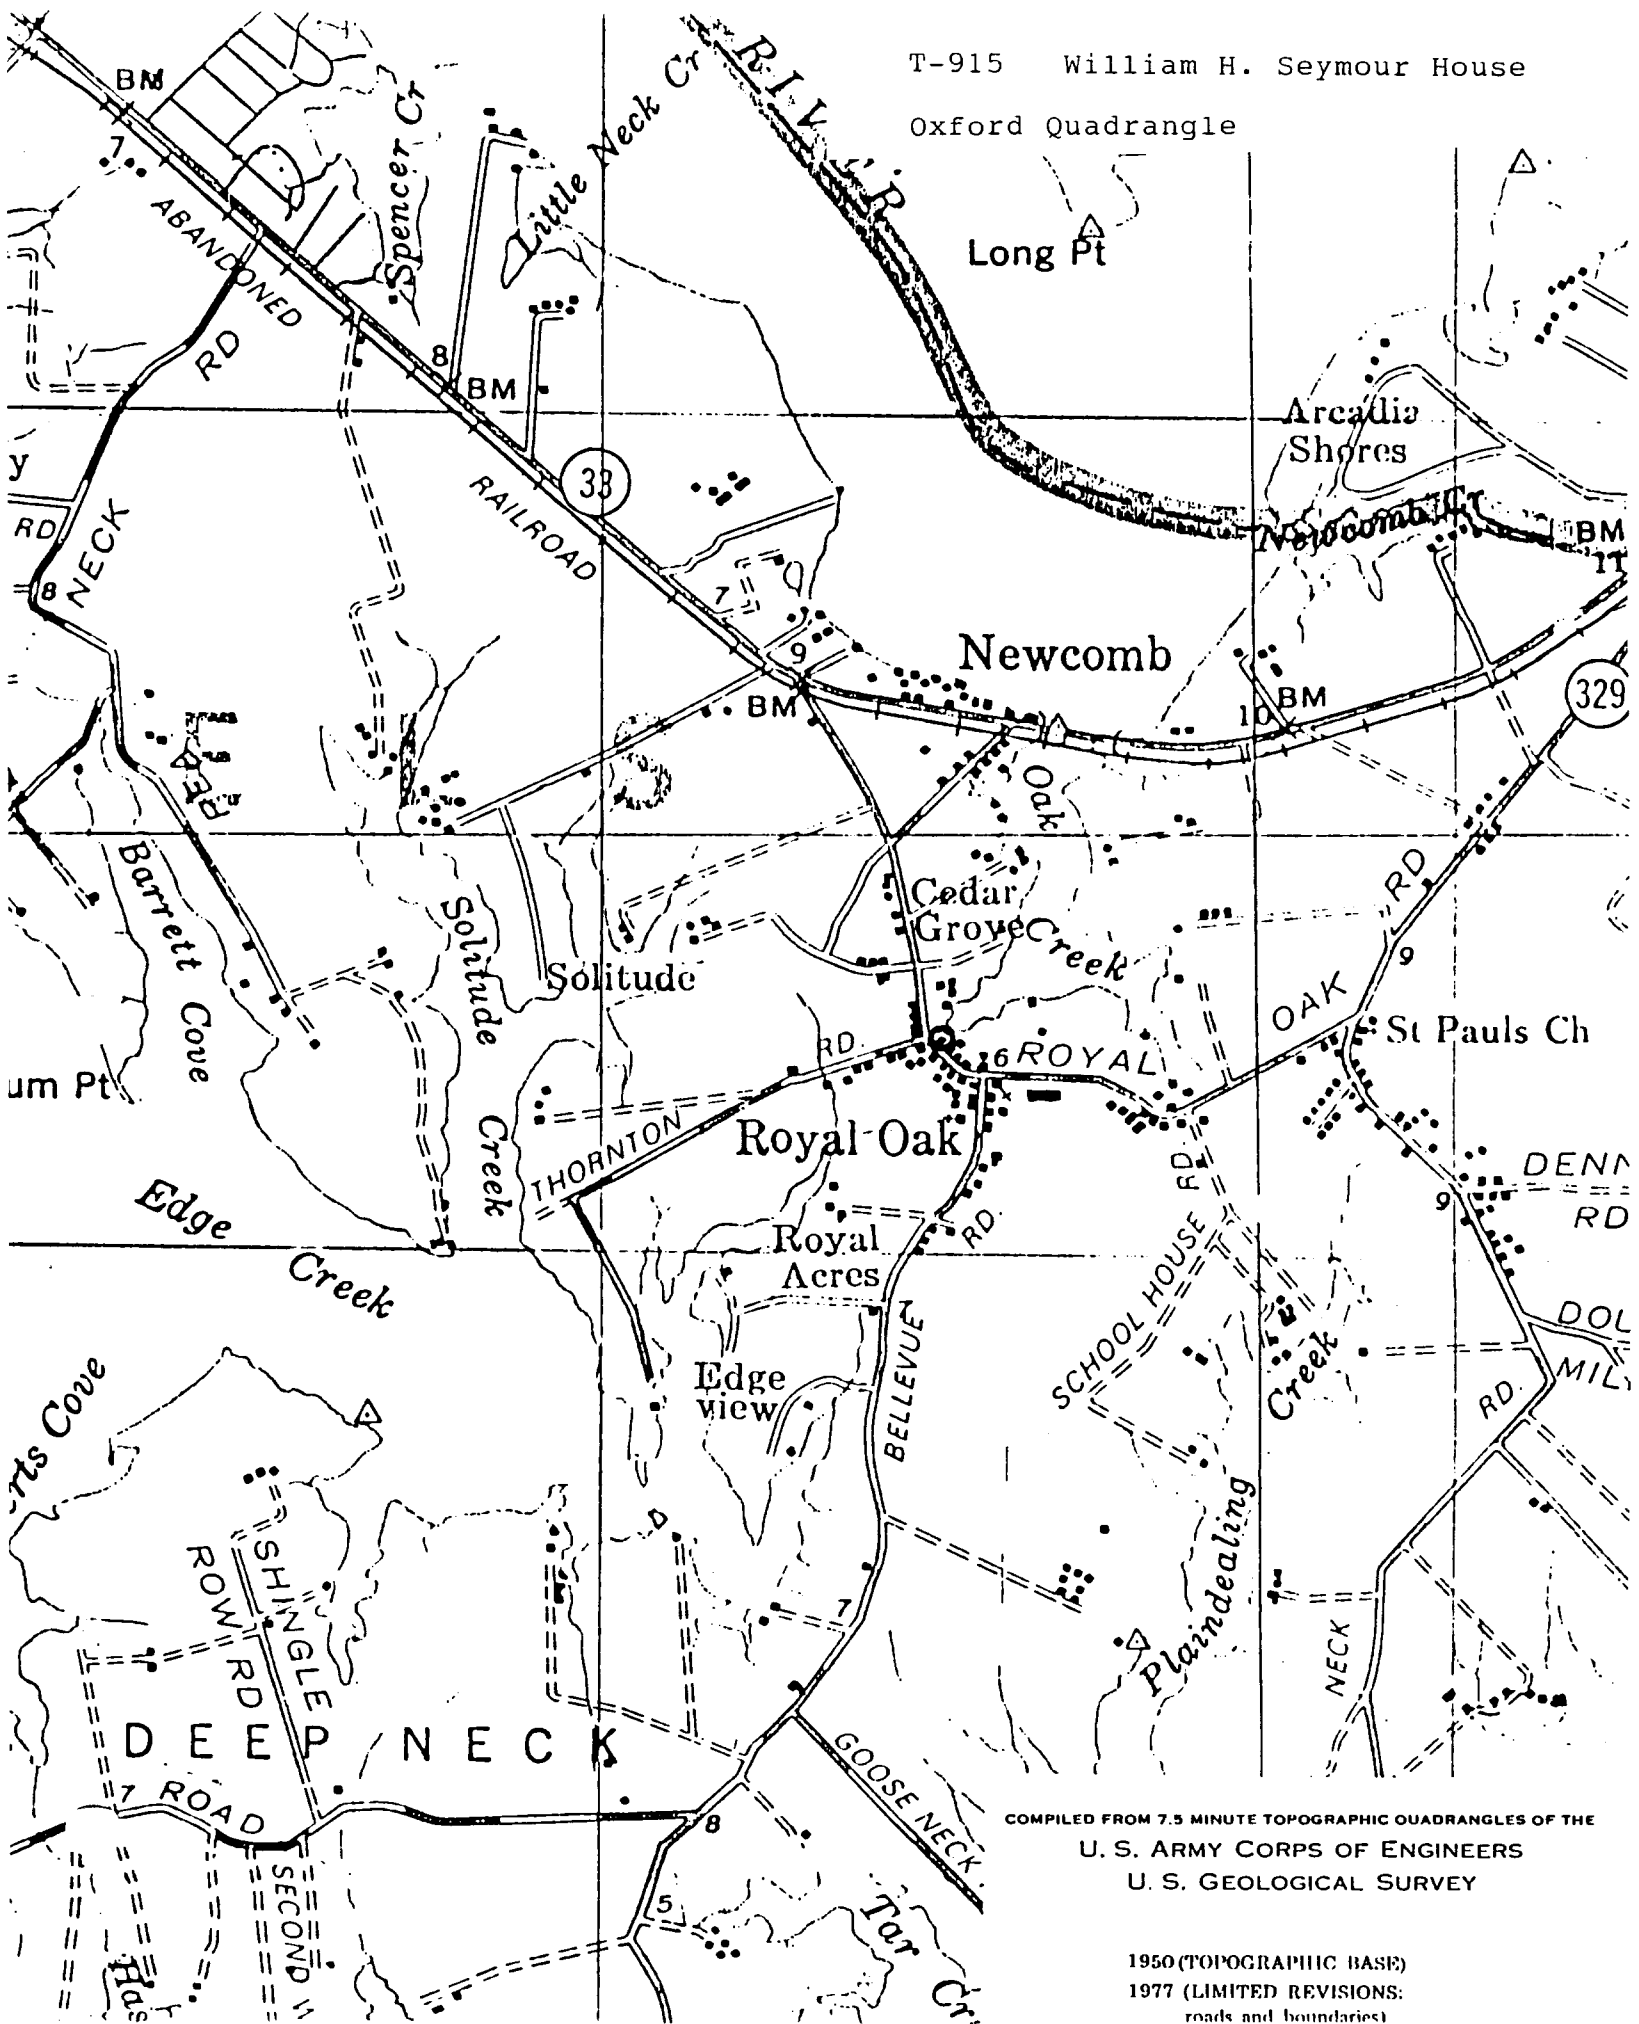 T-915 William H. Seymour House
Oxford Quadrangle
RIVER
BM
7
Spencer Cr
Little Neck Cr
ABANDONED
RD
Long Pt
8
BM
Arcadia
Shores
y
33
RD
NECK
RAILROAD
Newcomb Cr
BM
11
8
7
9
Newcomb
BM
10
BM
329
Oak
Barrett Cove
Solitude
Cedar
Grove
Creek
RD
9
Solitude
OAK
St Pauls Ch
RD.
6
ROYAL
um Pt
Creek
THORNTON
Royal Oak
RD
DENN
RD
9
Edge
Creek
RD.
Royal
Acres
SCHOOL HOUSE
7
DOU
MIL
Edge
view
BELLEVUE
Creek
RD.
rts Cove
Plaindealing
SHINGLE
ROW RD
7
NECK
DEEP NECK
GOOSE NECK
7
ROAD
8
SECOND
5
Has
Tar
Cr
COMPILED FROM 7.5 MINUTE TOPOGRAPHIC QUADRANGLES OF THE
U. S. ARMY CORPS OF ENGINEERS
U. S. GEOLOGICAL SURVEY
1950 (TOPOGRAPHIC BASE)
1977 (LIMITED REVISIONS:
roads and boundaries)